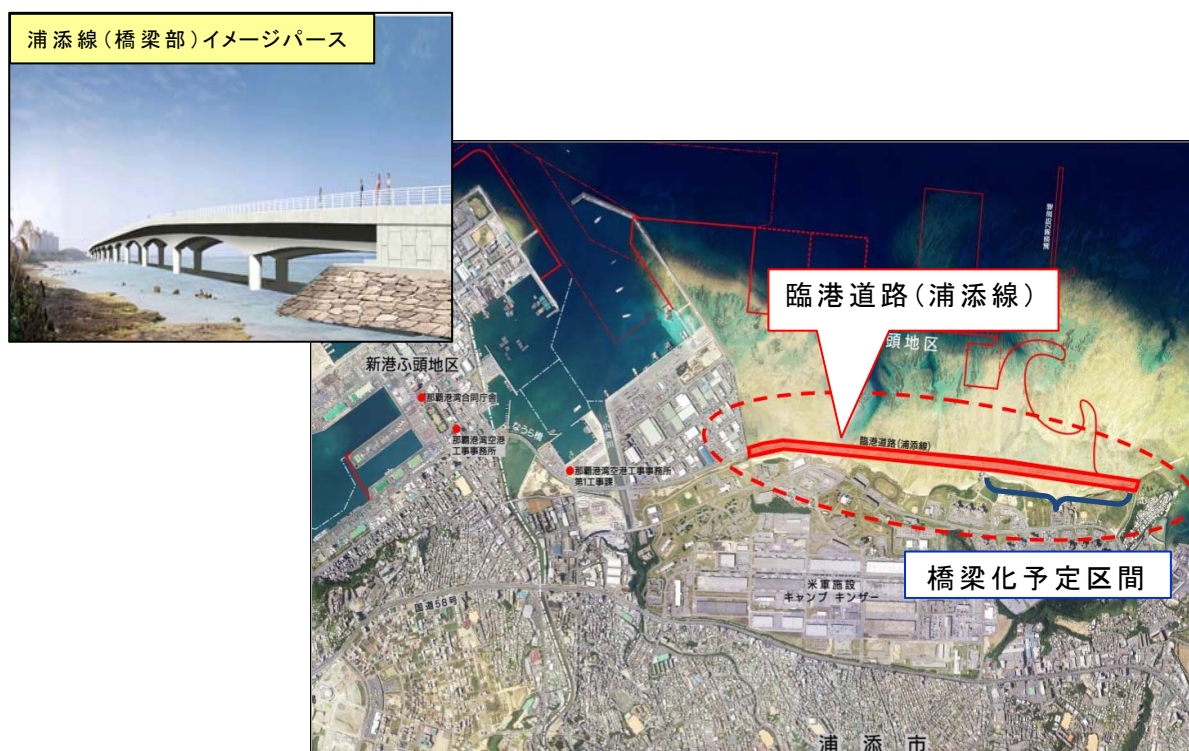 浦添線(橋梁部)イメージパース
臨港道路(浦添線)
頭地区
新港ふ頭地区
那覇港湾合同庁舎
那覇港湾空港
工事事務所
なうら橋
那覇港湾空港工事事務所
第1工事課
臨港道路(浦添線)
橋梁化予定区間
米軍施設
キャンプ キンザー
国道58号
浦添市